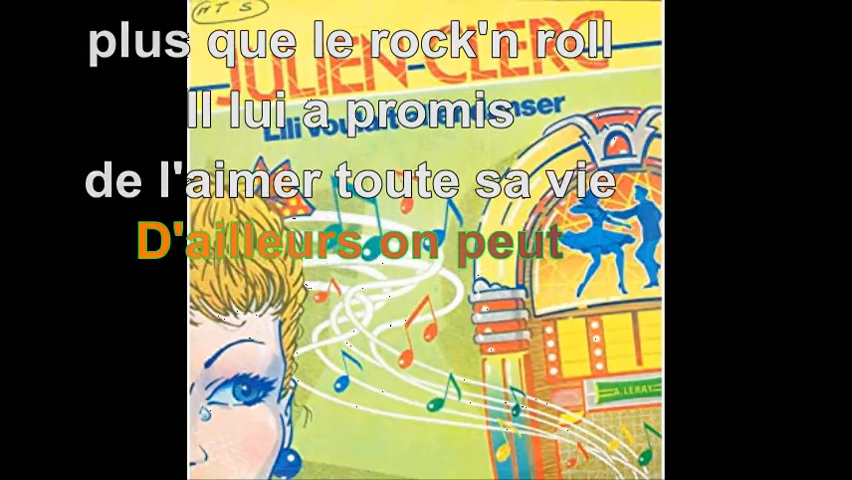 HT S
plus que le rock'n roll
JULIEN CLERC
Il lui a promis
Lili voulait aller danser
de l'aimer toute sa vie
D'ailleurs on peut
A. LERAY